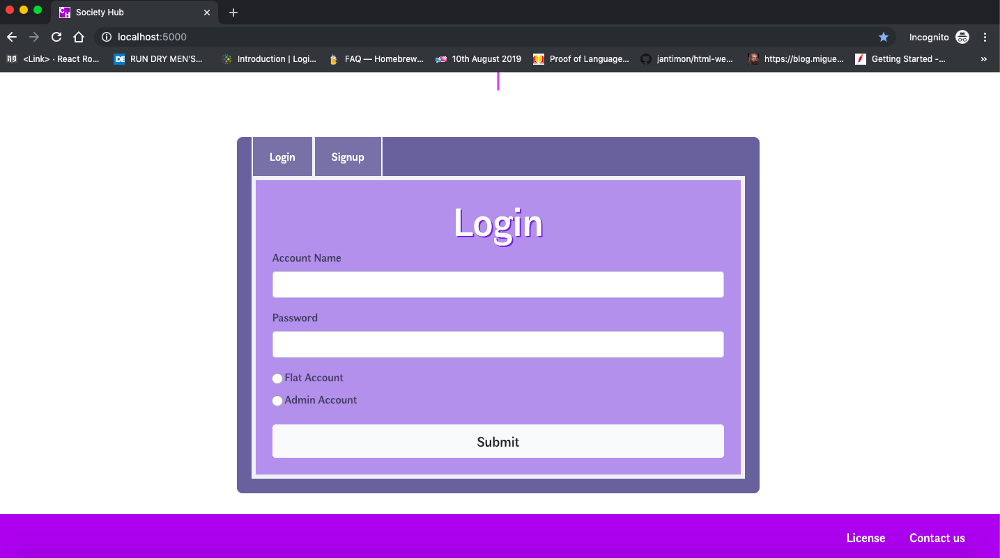 Society Hub
localhost:5000
Incognito
<Link> · React Ro...
RUN DRY MEN'S...
Introduction | Logi...
FAQ — Homebrew...
10th August 2019
Proof of Language...
jantimon/html-we...
https://blog.migue...
Getting Started -...
»
Login
Signup
Login
Account Name
Password
Flat Account
Admin Account
Submit
License
Contact us